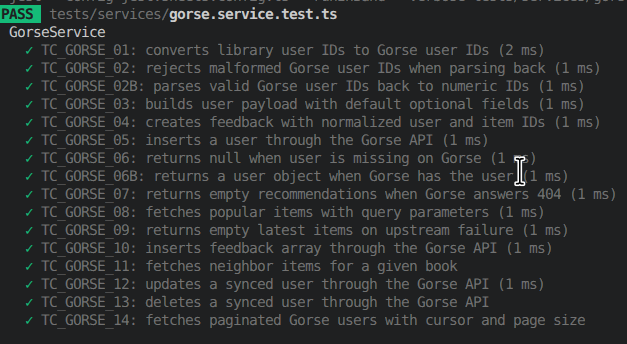 PASS tests/services/gorse.service.test.ts
GorseService
✓ TC_GORSE_01: converts library user IDs to Gorse user IDs (2 ms)
✓ TC_GORSE_02: rejects malformed Gorse user IDs when parsing back (1 ms)
✓ TC_GORSE_02B: parses valid Gorse user IDs back to numeric IDs (1 ms)
✓ TC_GORSE_03: builds user payload with default optional fields (1 ms)
✓ TC_GORSE_04: creates feedback with normalized user and item IDs (1 ms)
✓ TC_GORSE_05: inserts a user through the Gorse API (1 ms)
✓ TC_GORSE_06: returns null when user is missing on Gorse (1 ms)
✓ TC_GORSE_06B: returns a user object when Gorse has the user (1 ms)
✓ TC_GORSE_07: returns empty recommendations when Gorse answers 404 (1 ms)
✓ TC_GORSE_08: fetches popular items with query parameters (1 ms)
✓ TC_GORSE_09: returns empty latest items on upstream failure (1 ms)
✓ TC_GORSE_10: inserts feedback array through the Gorse API (1 ms)
✓ TC_GORSE_11: fetches neighbor items for a given book
✓ TC_GORSE_12: updates a synced user through the Gorse API (1 ms)
✓ TC_GORSE_13: deletes a synced user through the Gorse API
✓ TC_GORSE_14: fetches paginated Gorse users with cursor and page size